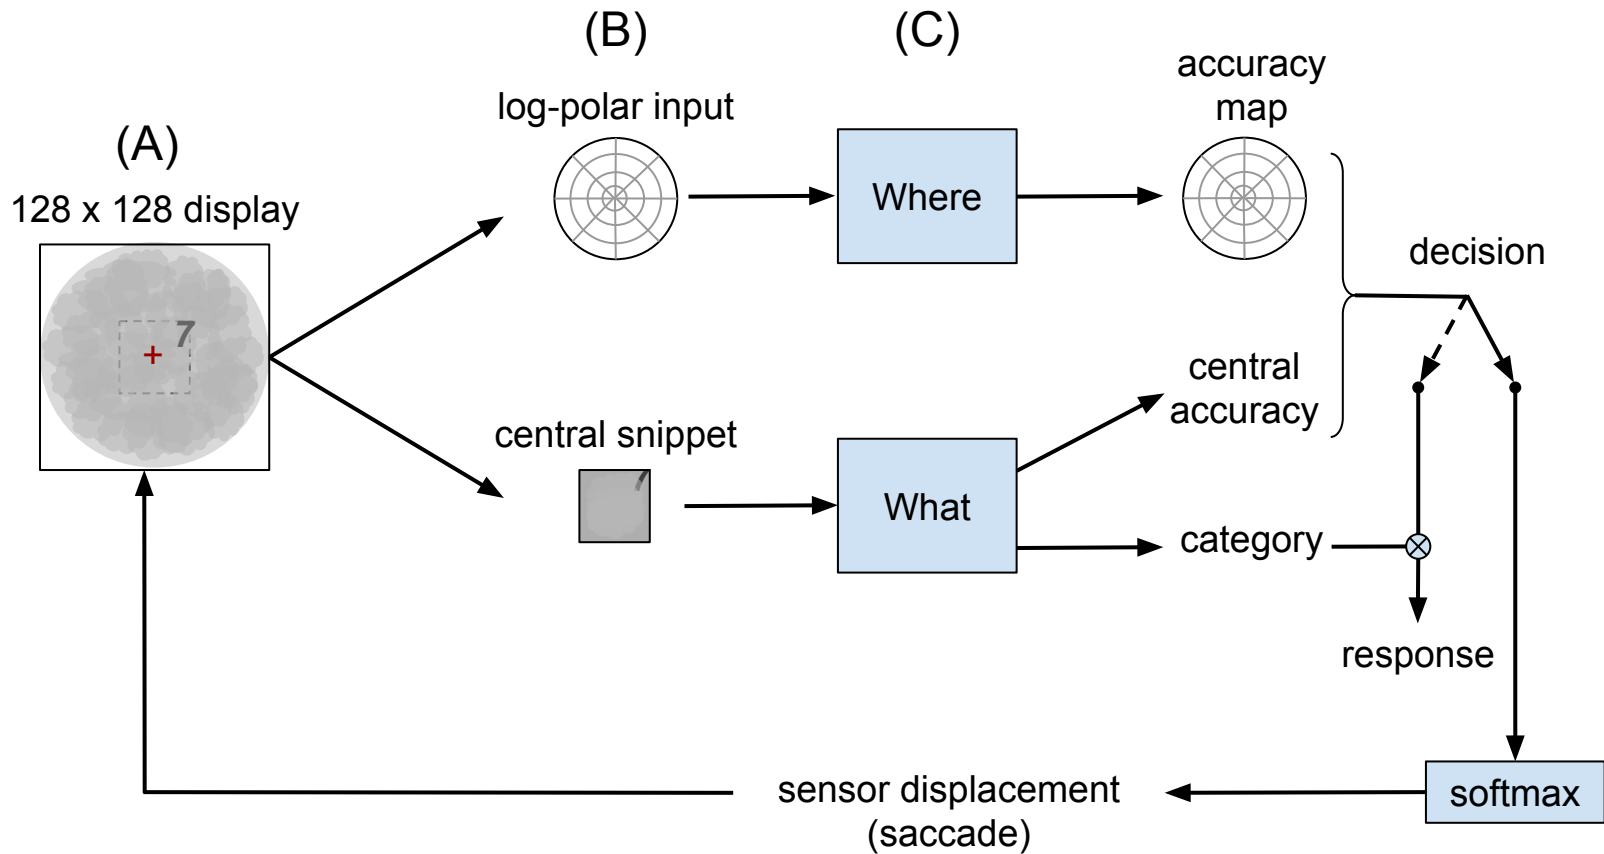 (A)
128 x 128 display
7
(B)
log-polar input
central snippet
(C)
Where
What
accuracy
map
central
accuracy
category
decision
response
softmax
sensor displacement
(saccade)